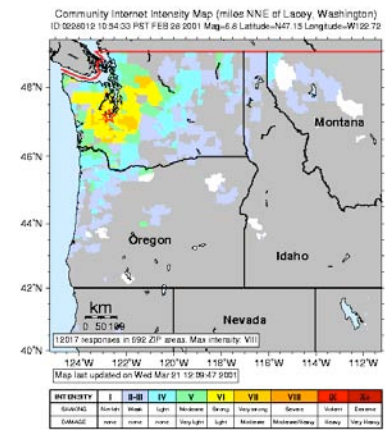 Community Internet Intensity Map (miles NNE of Lacey, Washington)
ID:0228012 10:54:33 PST FEB 28 2001 Mag=6.8 Latitude=N47.15 Longitude=W122.72
48°N
Montana
46°N
44°N
Oregon
Idaho
42°N
km
0 50 100
Nevada
12017 responses in 692 ZIP areas. Max intensity: VIII
40°N
124°W 122°W 120°W 118°W 116°W 114°W 112°W
Map last updated on Wed Mar 21 12:09:47 2001
INTENSITY I II-III IV V VI VII VIII IX X+
SHAKING Not felt Weak Light Moderate Strong Very strong Severe Violent Extreme
DAMAGE none none none Very light Light Moderate Moderate/Heavy Heavy Very Heavy